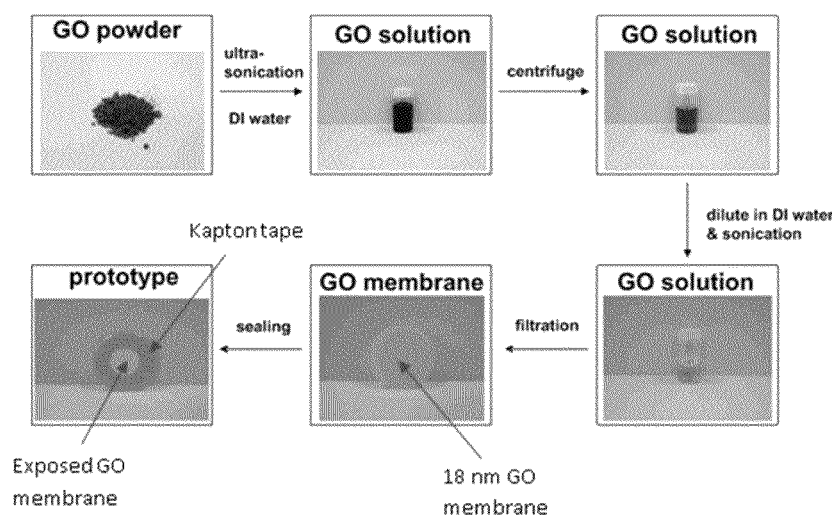 GO powder
ultra-
sonication
DI water
GO solution
centrifuge
GO solution
dilute in DI water
& sonication
Kapton tape
prototype
sealing
GO membrane
filtration
GO solution
Exposed GO
membrane
18 nm GO
membrane